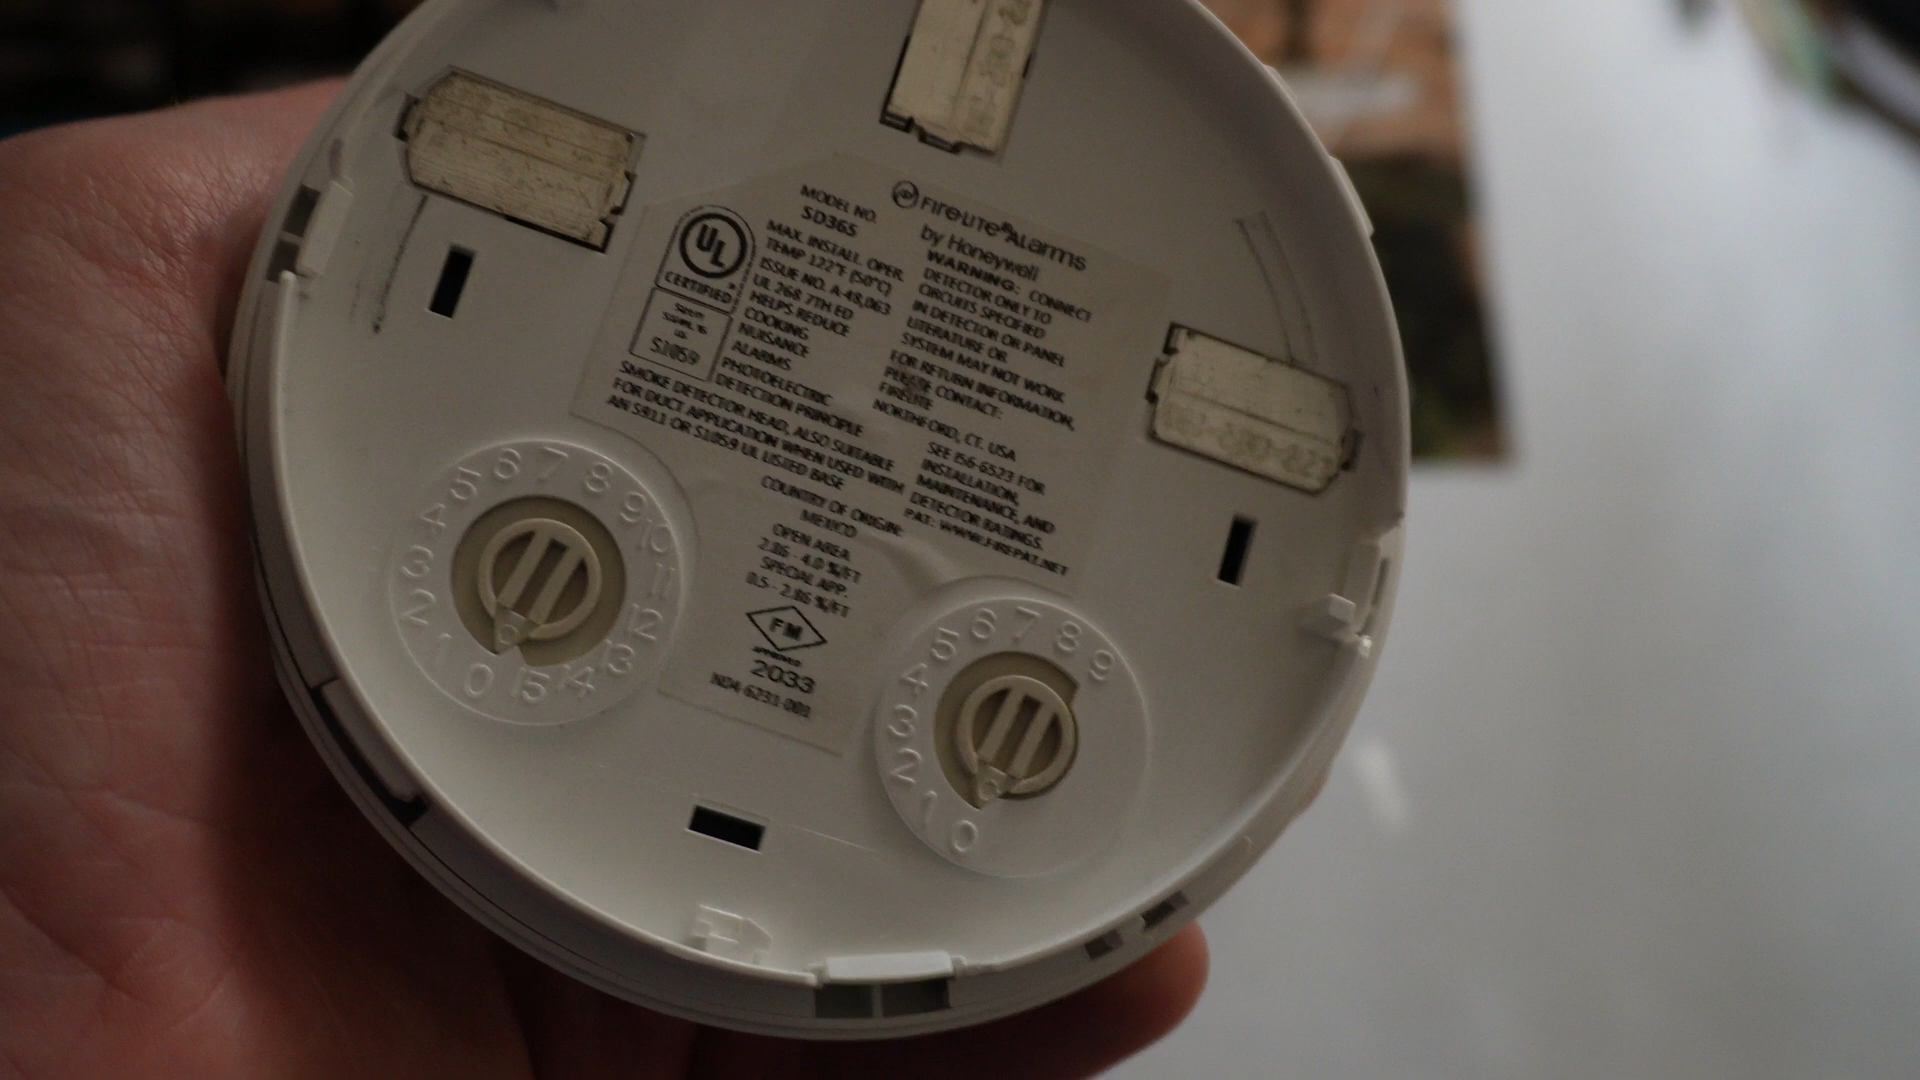 FIRE-LITE® ALARMS
by Honeywell
MODEL NO.
SD365
MAX. INSTALL. OPER.
TEMP 122°F (50°C)
ISSUE NO. A-48,063
UL 268 7TH ED
HELPS REDUCE
COOKING
NUISANCE
ALARMS
PHOTOELECTRIC
DETECTION PRINCIPLE
UL
CERTIFIED
S1059
SMOKE DETECTOR HEAD, ALSO SUITABLE
FOR DUCT APPLICATION WHEN USED WITH
AN S911 OR S1059 UL LISTED BASE
WARNING: CONNECT
DETECTOR ONLY TO
CIRCUITS SPECIFIED
IN DETECTOR OR PANEL
LITERATURE OR
SYSTEM MAY NOT WORK
FOR RETURN INFORMATION,
PLEASE CONTACT:
FIRELITE
NORTHFORD, CT. USA
SEE I56-6523 FOR
INSTALLATION,
MAINTENANCE, AND
DETECTOR RATINGS.
PAT: WWW.FIREPAT.NET
COUNTRY OF ORIGIN:
MEXICO
OPEN AREA
2.86 - 4.0 %/FT
SPECIAL APP.
0.5 - 2.86 %/FT
FM
APPROVED
2033
N04-6231-001
0 1 2 3 4 5 6 7 8 9 10 11 12 13 14 15
0 1 2 3 4 5 6 7 8 9